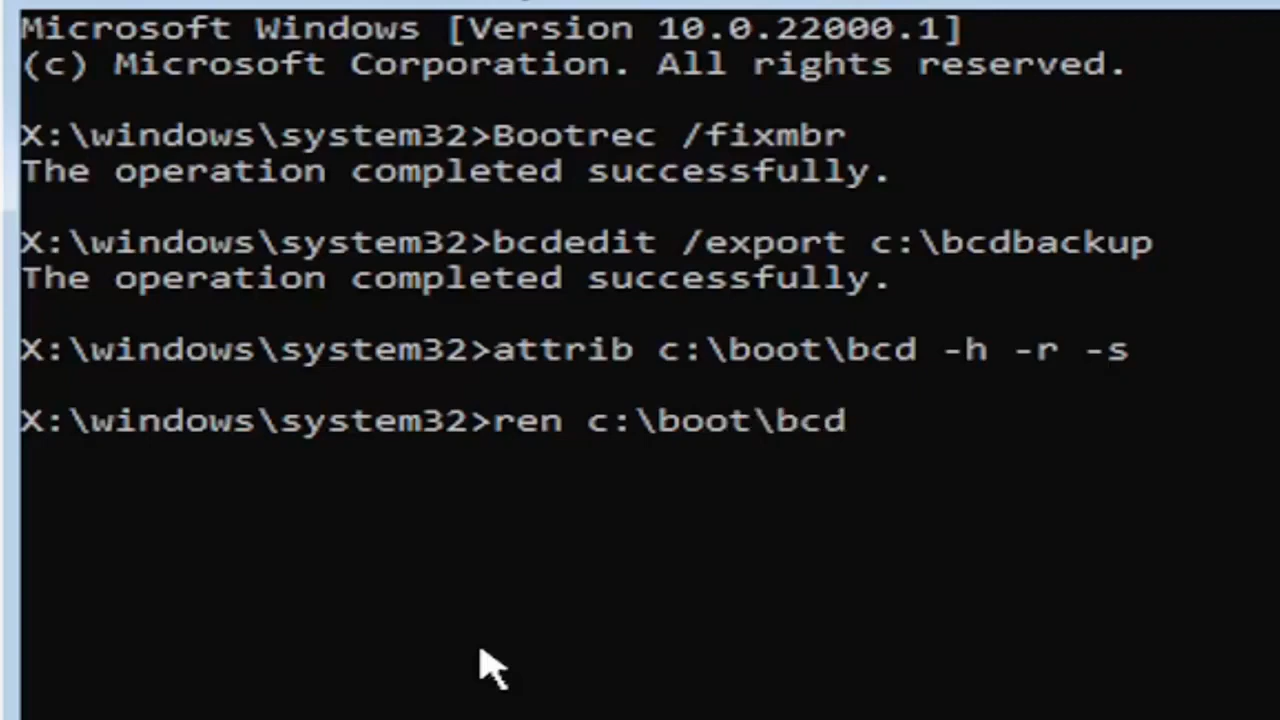 Microsoft Windows [Version 10.0.22000.1]
(c) Microsoft Corporation. All rights reserved.
X:\windows\system32>Bootrec /fixmbr
The operation completed successfully.
X:\windows\system32>bcdedit /export c:\bcdbackup
The operation completed successfully.
X:\windows\system32>attrib c:\boot\bcd -h -r -s
X:\windows\system32>ren c:\boot\bcd